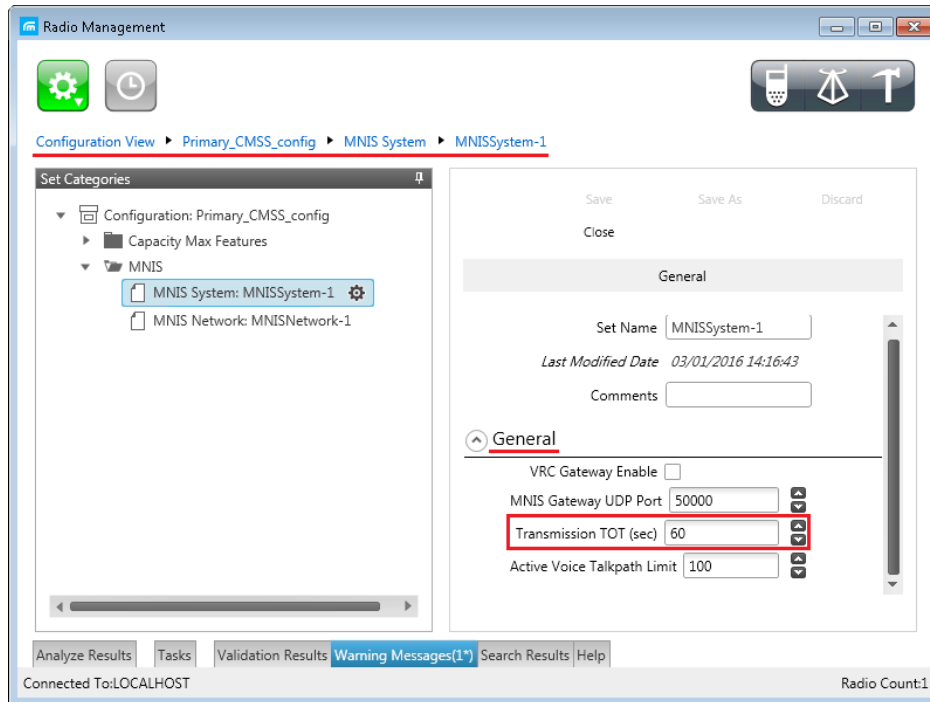 Radio Management
Configuration View Primary_CMSS_config MNIS System MNISSystem-1
Set Categories
Configuration: Primary_CMSS_config
Capacity Max Features
MNIS
MNIS System: MNISSystem-1
MNIS Network: MNISNetwork-1
Save Save As Discard
Close
General
Set Name MNISSystem-1
Last Modified Date 03/01/2016 14:16:43
Comments
General
VRC Gateway Enable
MNIS Gateway UDP Port 50000
Transmission TOT (sec) 60
Active Voice Talkpath Limit 100
Analyze Results Tasks Validation Results Warning Messages(1*) Search Results Help
Connected To:LOCALHOST Radio Count:1